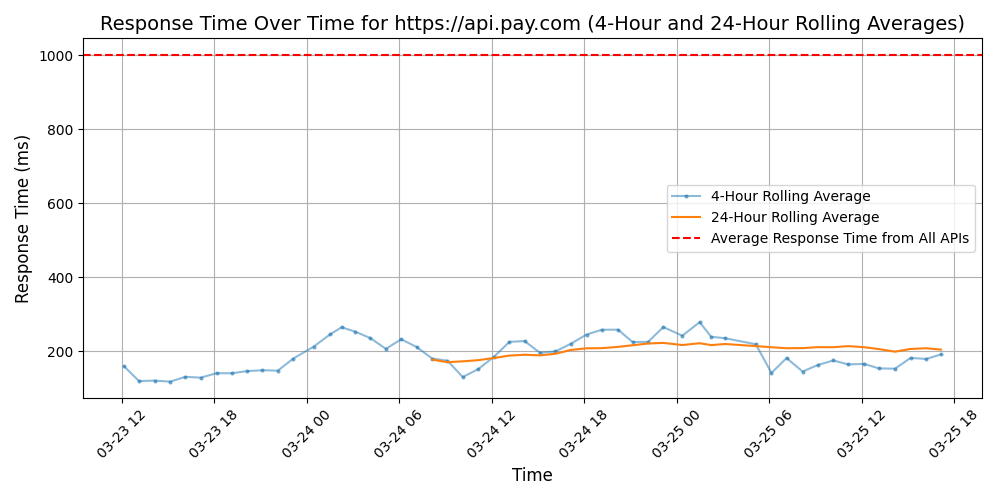 Response Time Over Time for https://api.pay.com (4-Hour and 24-Hour Rolling Averages)
Response Time (ms)
1000
800
600
400
200
4-Hour Rolling Average
24-Hour Rolling Average
Average Response Time from All APIs
03-23 12
03-23 18
03-24 00
03-24 06
03-24 12
03-24 18
03-25 00
03-25 06
03-25 12
03-25 18
Time